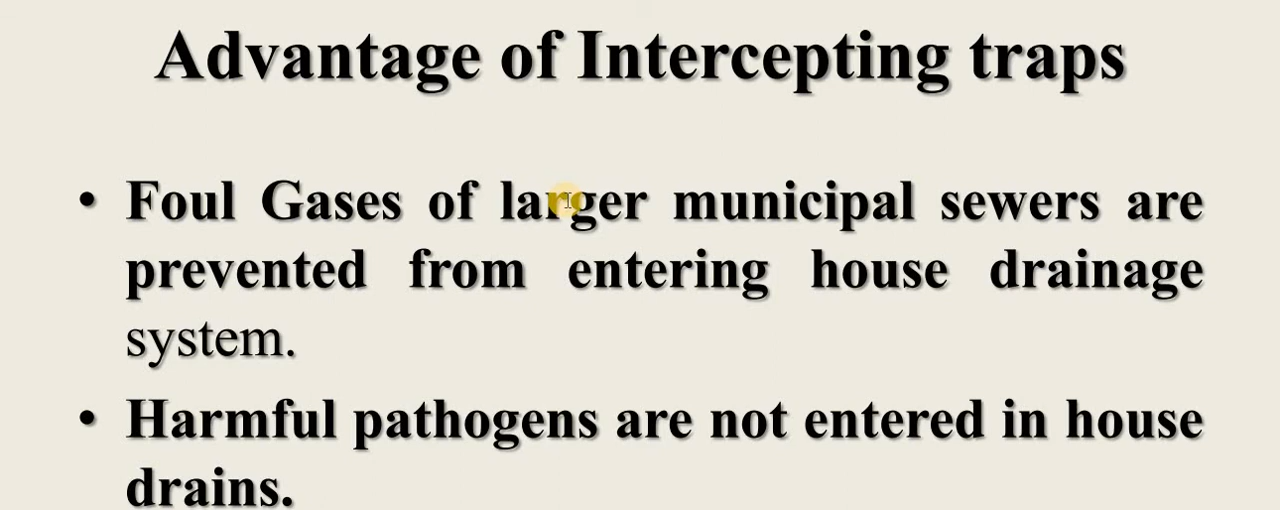 Advantage of Intercepting traps
• Foul Gases of larger municipal sewers are
prevented from entering house drainage
system.
• Harmful pathogens are not entered in house
drains.